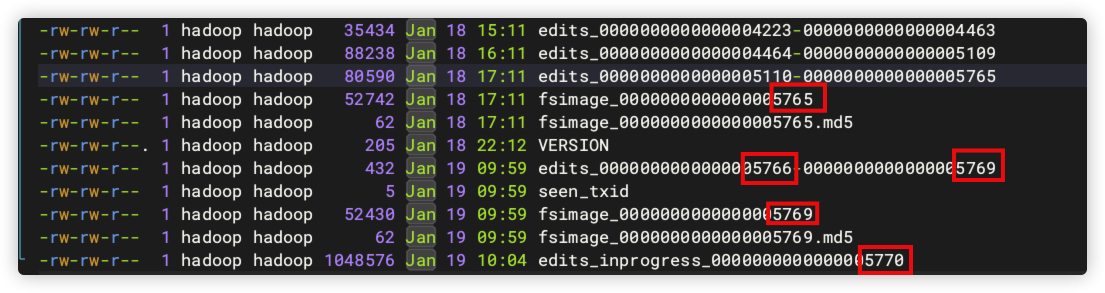 -rw-rw-r-- 1 hadoop hadoop 35434 Jan 18 15:11 edits_0000000000000004223-0000000000000004463
-rw-rw-r-- 1 hadoop hadoop 88238 Jan 18 16:11 edits_0000000000000004464-0000000000000005109
-rw-rw-r-- 1 hadoop hadoop 80590 Jan 18 17:11 edits_0000000000000005110-0000000000000005765
-rw-rw-r-- 1 hadoop hadoop 52742 Jan 18 17:11 fsimage_0000000000000005765
-rw-rw-r-- 1 hadoop hadoop 62 Jan 18 17:11 fsimage_0000000000000005765.md5
-rw-rw-r--. 1 hadoop hadoop 205 Jan 18 22:12 VERSION
-rw-rw-r-- 1 hadoop hadoop 432 Jan 19 09:59 edits_0000000000000005766-0000000000000005769
-rw-rw-r-- 1 hadoop hadoop 5 Jan 19 09:59 seen_txid
-rw-rw-r-- 1 hadoop hadoop 52430 Jan 19 09:59 fsimage_0000000000000005769
-rw-rw-r-- 1 hadoop hadoop 62 Jan 19 09:59 fsimage_0000000000000005769.md5
-rw-rw-r-- 1 hadoop hadoop 1048576 Jan 19 10:04 edits_inprogress_0000000000000005770